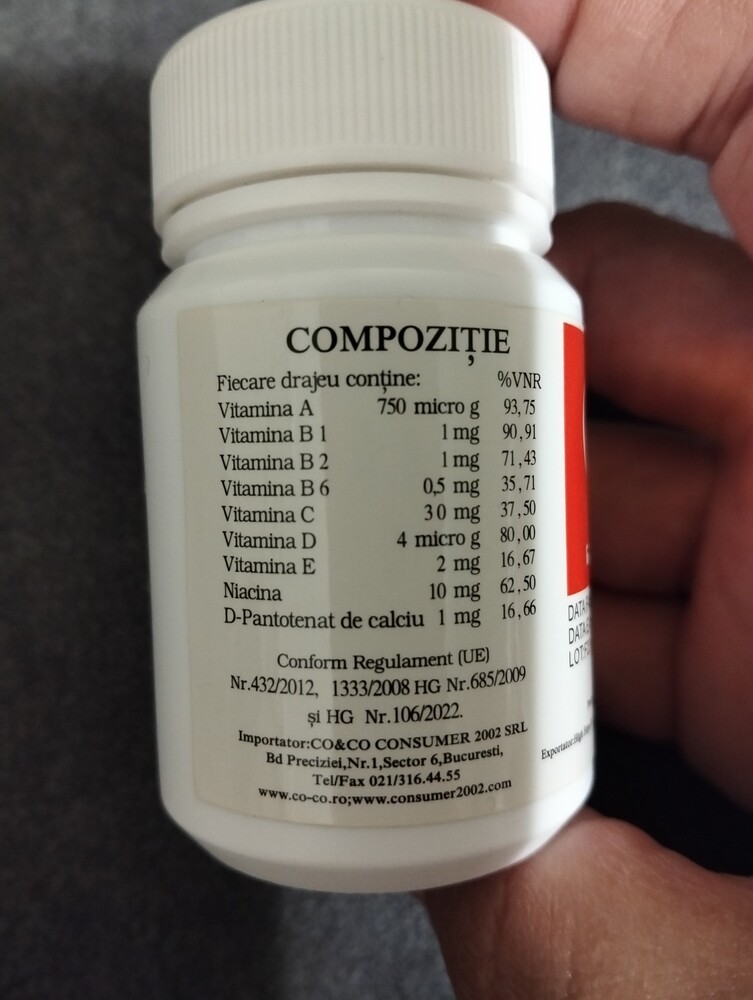 COMPOZIȚIE
Fiecare drajeu conține: %VNR
Vitamina A 750 micro g 93,75
Vitamina B 1 1 mg 90,91
Vitamina B 2 1 mg 71,43
Vitamina B 6 0,5 mg 35,71
Vitamina C 30 mg 37,50
Vitamina D 4 micro g 80,00
Vitamina E 2 mg 16,67
Niacina 10 mg 62,50
D-Pantotenat de calciu 1 mg 16,66
Conform Regulament (UE)
Nr.432/2012, 1333/2008 HG Nr.685/2009
și HG Nr.106/2022.
Importator:CO&CO CONSUMER 2002 SRL
Bd Preciziei,Nr.1,Sector 6,Bucuresti,
Tel/Fax 021/316.44.55
www.co-co.ro;www.consumer2002.com
DATA
DATA
LOT
Exportator:High